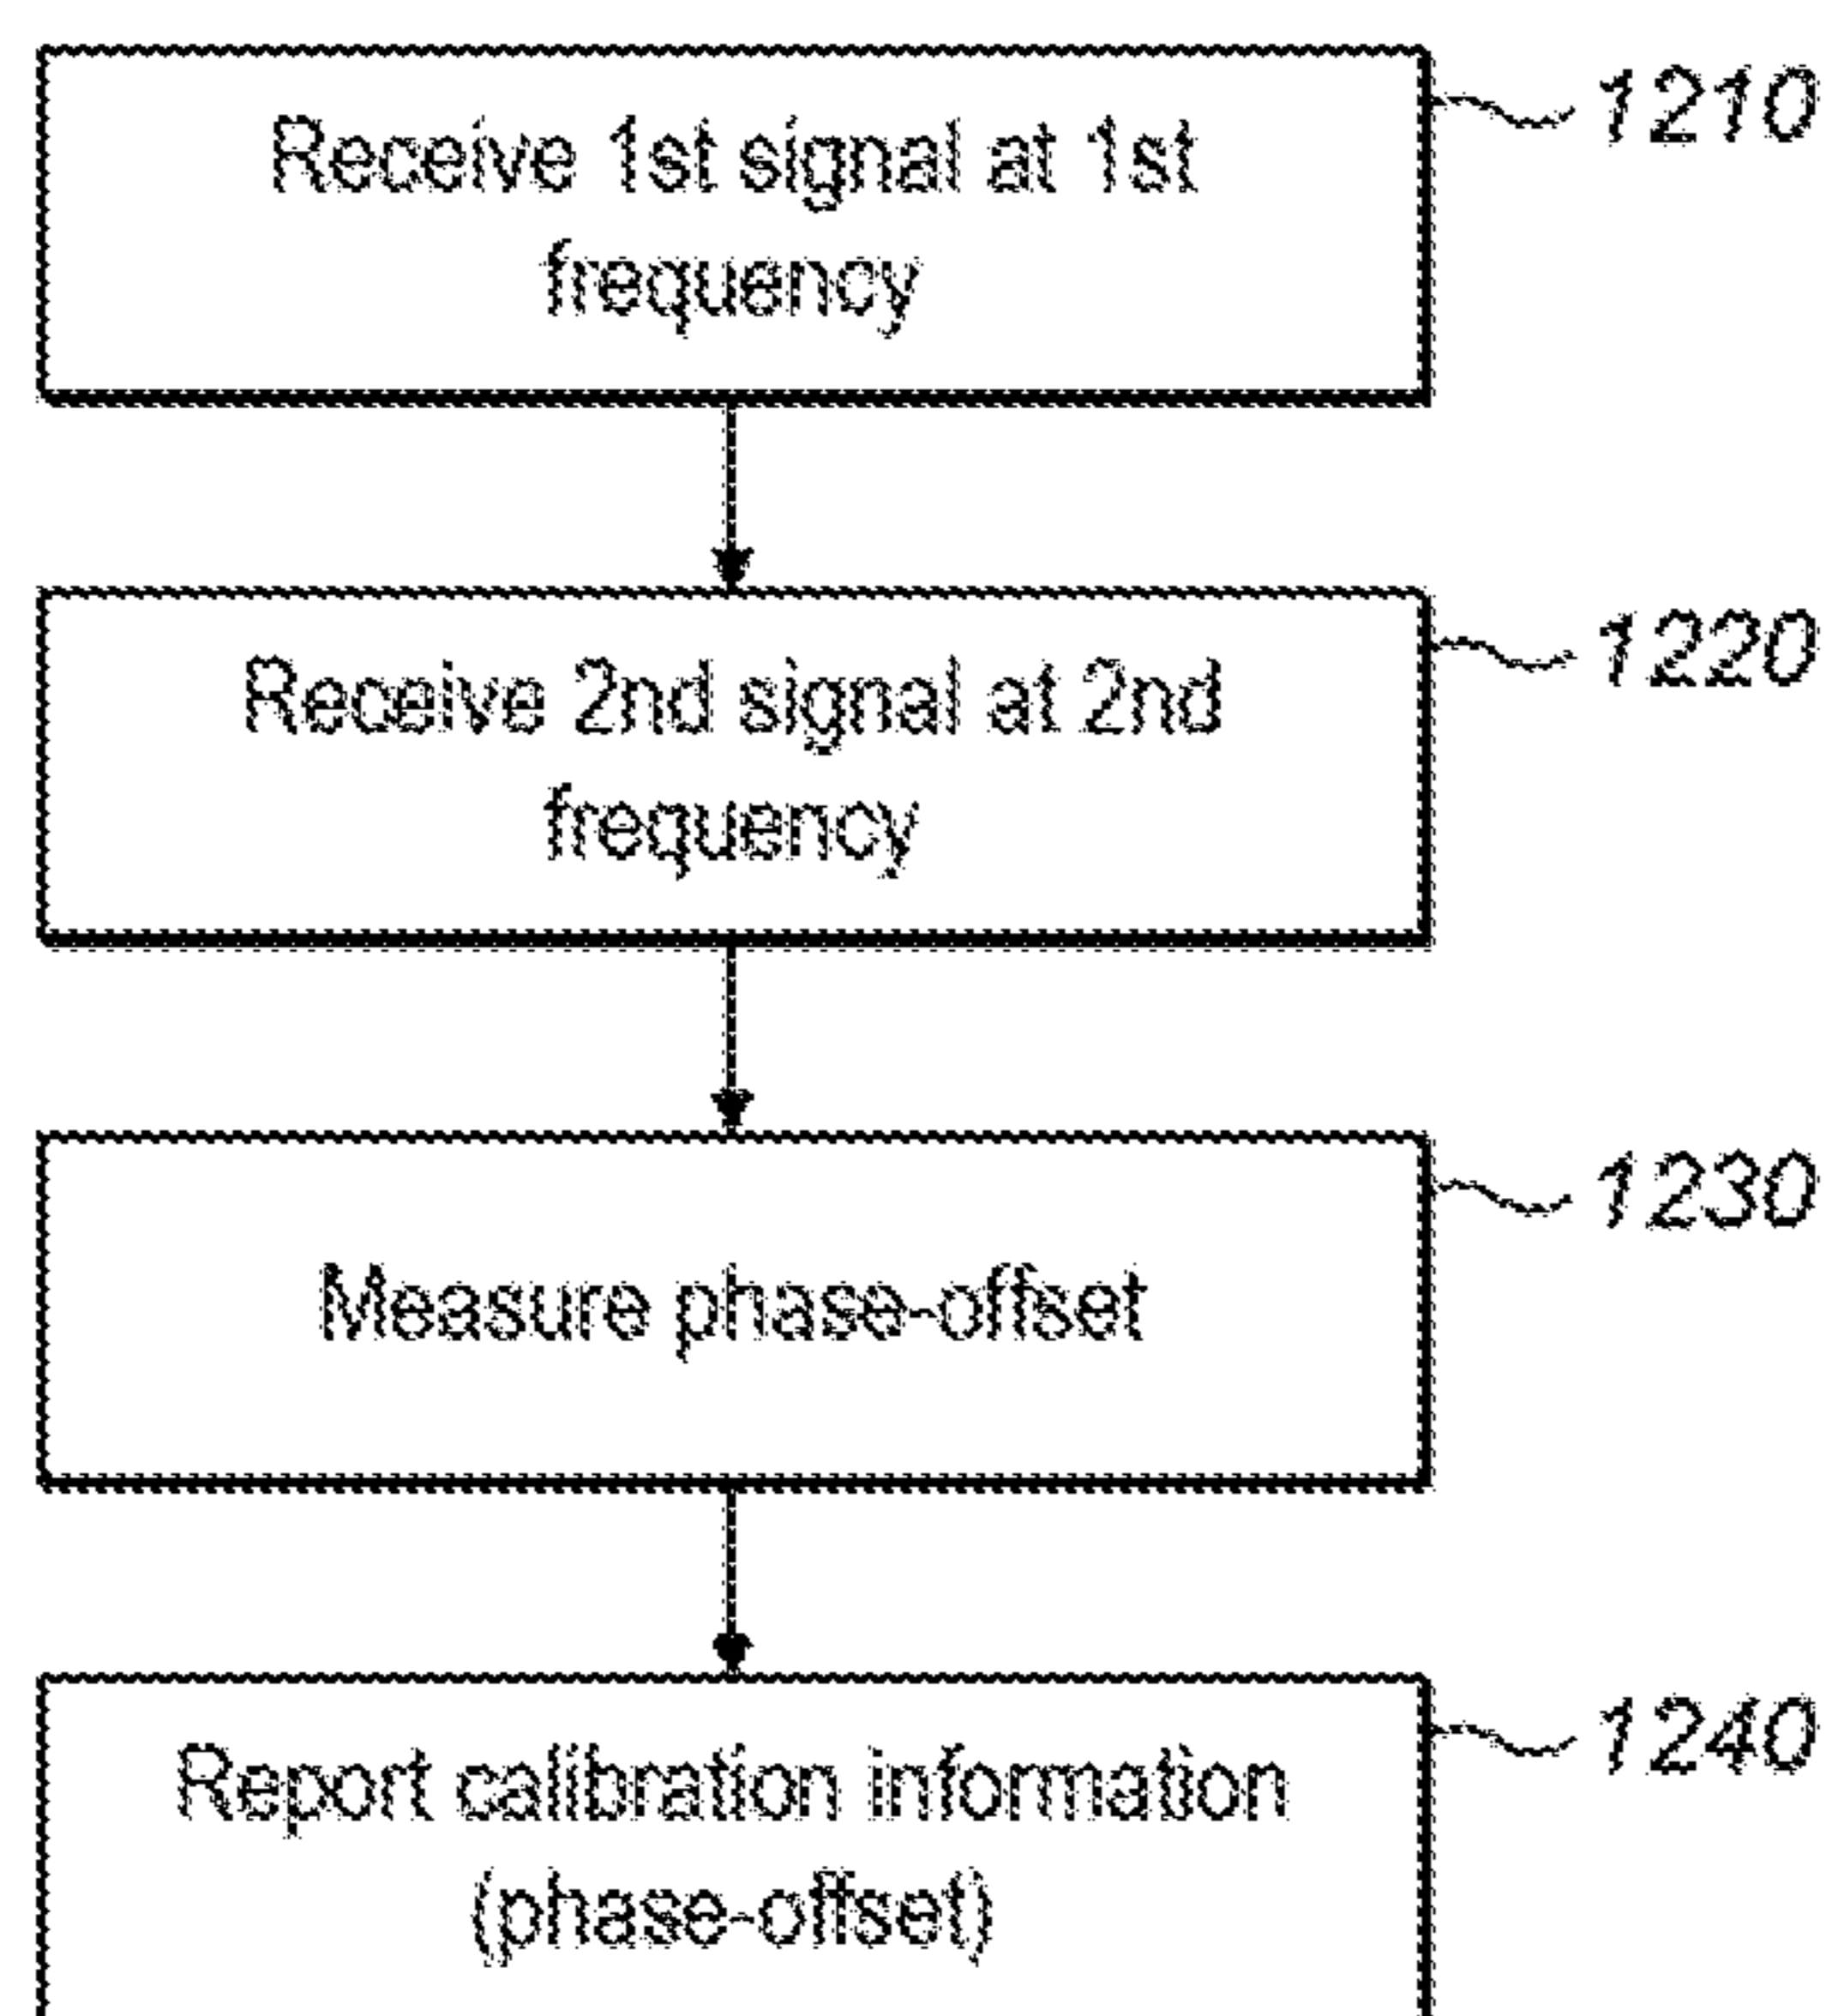 Receive 1st signal at 1st
frequency
1210
Receive 2nd signal at 2nd
frequency
1220
Measure phase-offset
1230
Report calibration information
(phase-offset)
1240